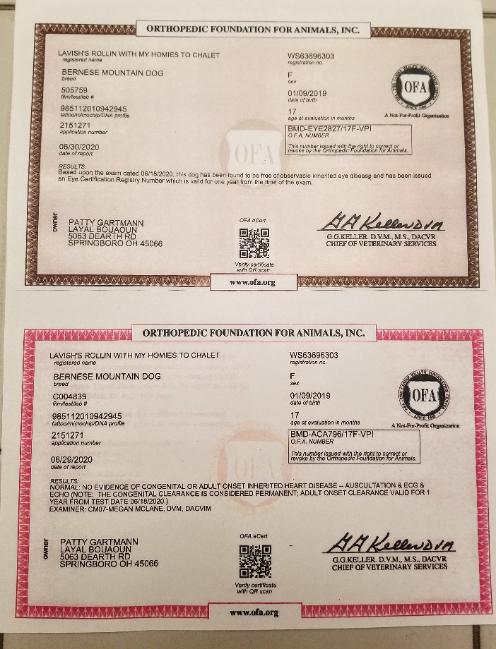 ORTHOPEDIC FOUNDATION FOR ANIMALS, INC.
LAVISH'S ROLLIN WITH MY HOMIES TO CHALET
registered name
WS63696303
registration no.
BERNESE MOUNTAIN DOG
breed
F
sex
505759
film/test/lab #
01/09/2019
date of birth
985112010942945
tattoo/microchip/DNA profile
17
age at evaluation in months
2151271
application number
BMD-EYE2827/17F-VPI
O.F.A. NUMBER
06/30/2020
date of report
This number issued with the right to correct or
revoke by the Orthopedic Foundation for Animals.
OFA
A Not-For-Profit Organization
OFA
RESULTS:
Based upon the exam dated 06/18/2020, this dog has been found to be free of observable inherited eye disease and has been issued
an Eye Certification Registry Number which is valid for one year from the time of the exam.
owner
PATTY GARTMANN
LAYAL BOUAOUN
5063 DEARTH RD
SPRINGBORO OH 45066
OFA eCert
Verify certificate
with QR scan
G.G.KELLER, D.V.M., M.S., DACVR
CHIEF OF VETERINARY SERVICES
www.ofa.org
ORTHOPEDIC FOUNDATION FOR ANIMALS, INC.
LAVISH'S ROLLIN WITH MY HOMIES TO CHALET
registered name
WS63696303
registration no.
BERNESE MOUNTAIN DOG
breed
F
sex
C004839
film/test/lab #
01/09/2019
date of birth
985112010942945
tattoo/microchip/DNA profile
17
age at evaluation in months
2151271
application number
BMD-ACA796/17F-VPI
O.F.A. NUMBER
06/29/2020
date of report
This number issued with the right to correct or
revoke by the Orthopedic Foundation for Animals.
OFA
A Not-For-Profit Organization
OFA
RESULTS:
NORMAL: NO EVIDENCE OF CONGENITAL OR ADULT ONSET INHERITED HEART DISEASE – AUSCULTATION & ECG &
ECHO (NOTE: THE CONGENITAL CLEARANCE IS CONSIDERED PERMANENT; ADULT ONSET CLEARANCE VALID FOR 1
YEAR FROM TEST DATE 06/18/2020.)
EXAMINER: CM07-MEGAN MCLANE, DVM, DACVIM
owner
PATTY GARTMANN
LAYAL BOUAOUN
5063 DEARTH RD
SPRINGBORO OH 45066
OFA eCert
Verify certificate
with QR scan
G.G.KELLER, D.V.M., M.S., DACVR
CHIEF OF VETERINARY SERVICES
www.ofa.org